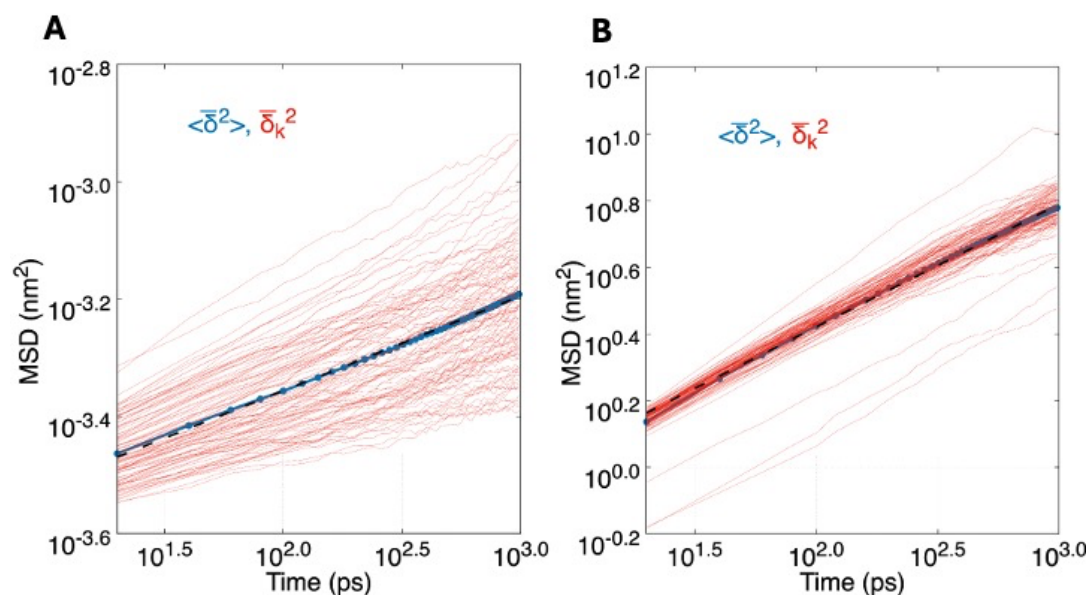 A
10^-2.8
10^-3.0
10^-3.2
10^-3.4
10^-3.6
MSD (nm²)
<δ̅²>, δ̅ₖ²
10^1.5
10^2.0
10^2.5
10^3.0
Time (ps)
B
10^1.2
10^1.0
10^0.8
10^0.6
10^0.4
10^0.2
10^0.0
10^-0.2
MSD (nm²)
<δ̅²>, δ̅ₖ²
10^1.5
10^2.0
10^2.5
10^3.0
Time (ps)